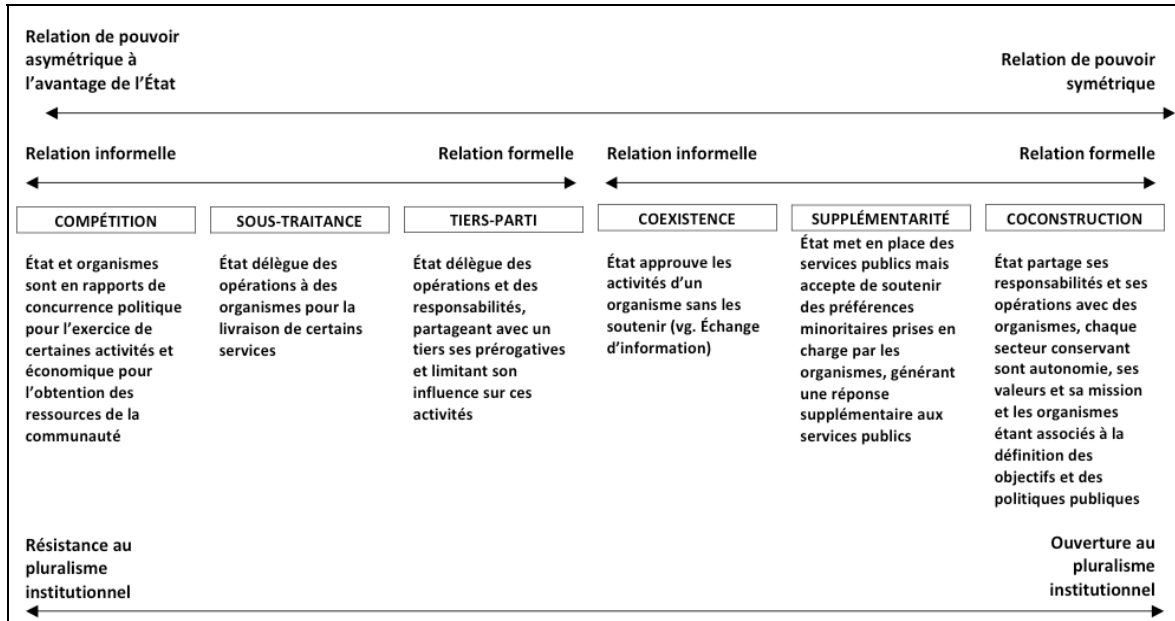 Relation de pouvoir
asymétrique à
l'avantage de l'État
Relation de pouvoir
symétrique
Relation informelle
Relation formelle
Relation informelle
Relation formelle
COMPÉTITION
SOUS-TRAITANCE
TIERS-PARTI
COEXISTENCE
SUPPLÉMENTARITÉ
COCONSTRUCTION
État et organismes
sont en rapports de
concurrence politique
pour l'exercice de
certaines activités et
économique pour
l'obtention des
ressources de la
communauté
État délègue des
opérations à des
organismes pour la
livraison de certains
services
État délègue des
opérations et des
responsabilités,
partageant avec un
tiers ses prérogatives
et limitant son
influence sur ces
activités
État approuve les
activités d'un
organisme sans les
soutenir (vg. Échange
d'information)
État met en place des
services publics mais
accepte de soutenir
des préférences
minoritaires prises en
charge par les
organismes, générant
une réponse
supplémentaire aux
services publics
État partage ses
responsabilités et ses
opérations avec des
organismes, chaque
secteur conservant
sont autonomie, ses
valeurs et sa mission
et les organismes
étant associés à la
définition des
objectifs et des
politiques publiques
Résistance au
pluralisme
institutionnel
Ouverture au
pluralisme
institutionnel